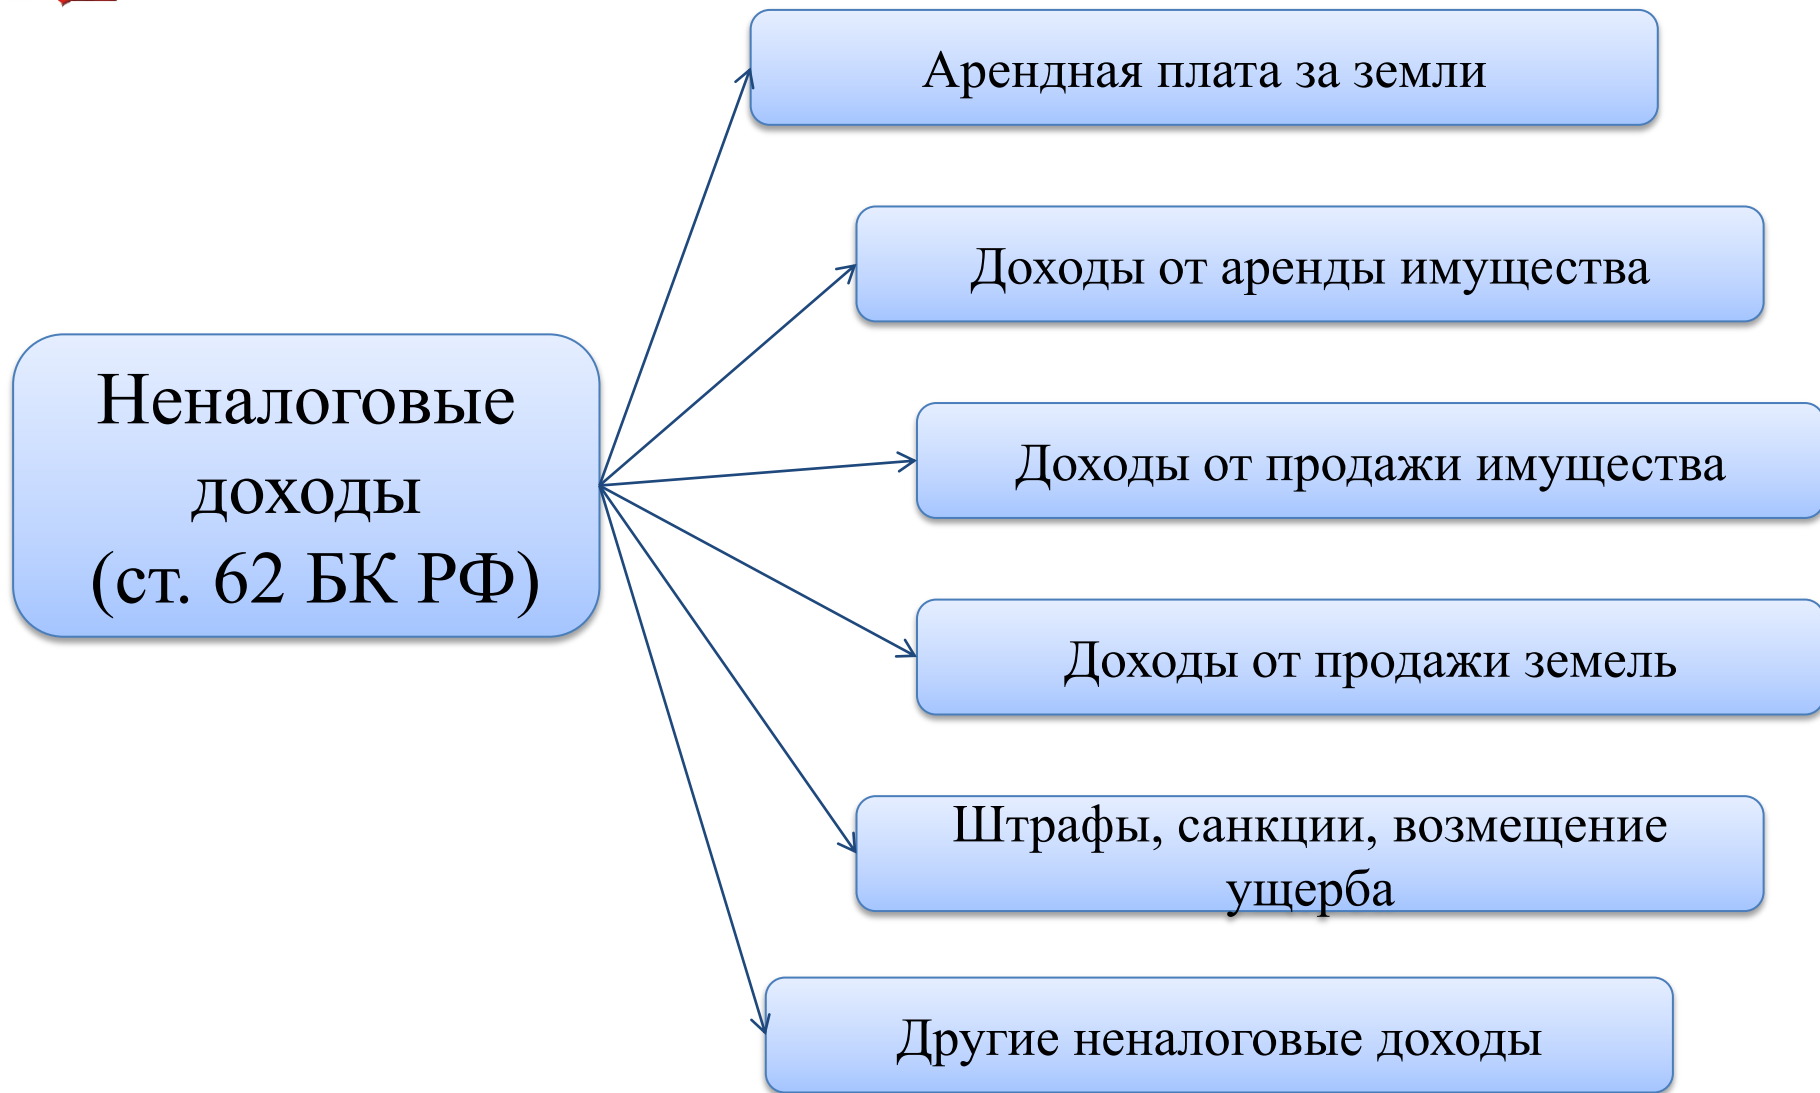 Арендная плата за земли
Доходы от аренды имущества
Неналоговые
доходы
(ст. 62 БК РФ)
Доходы от продажи имущества
Доходы от продажи земель
Штрафы, санкции, возмещение
ущерба
Другие неналоговые доходы